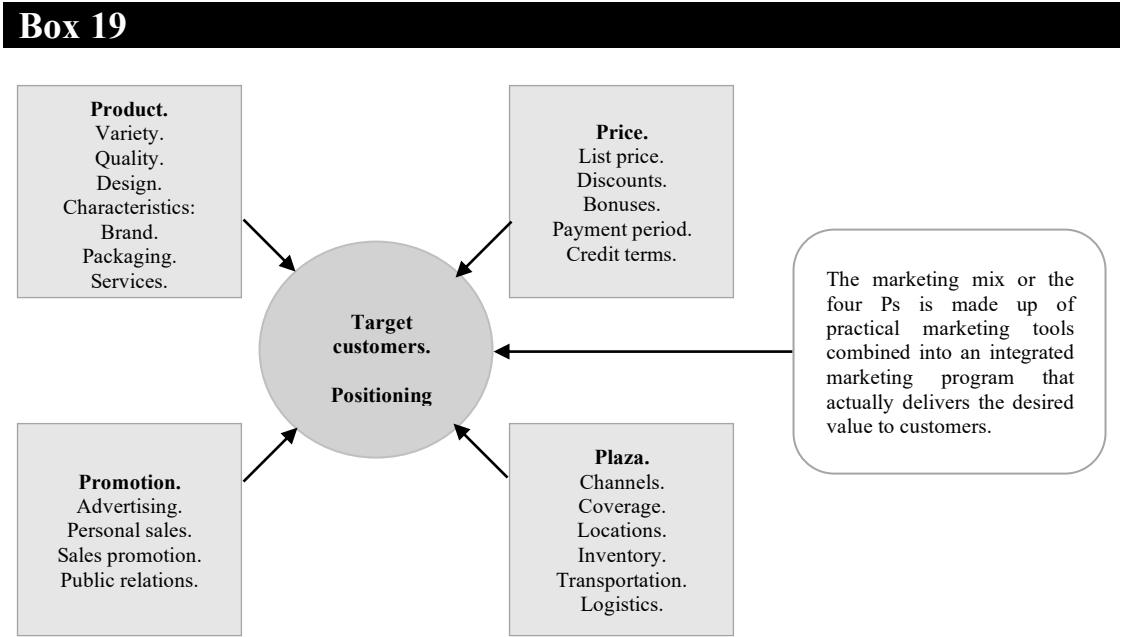 Box 19
Product.
Variety.
Quality.
Design.
Characteristics:
Brand.
Packaging.
Services.
Price.
List price.
Discounts.
Bonuses.
Payment period.
Credit terms.
Target
customers.
Positioning
The marketing mix or the
four Ps is made up of
practical marketing tools
combined into an integrated
marketing program that
actually delivers the desired
value to customers.
Promotion.
Advertising.
Personal sales.
Sales promotion.
Public relations.
Plaza.
Channels.
Coverage.
Locations.
Inventory.
Transportation.
Logistics.